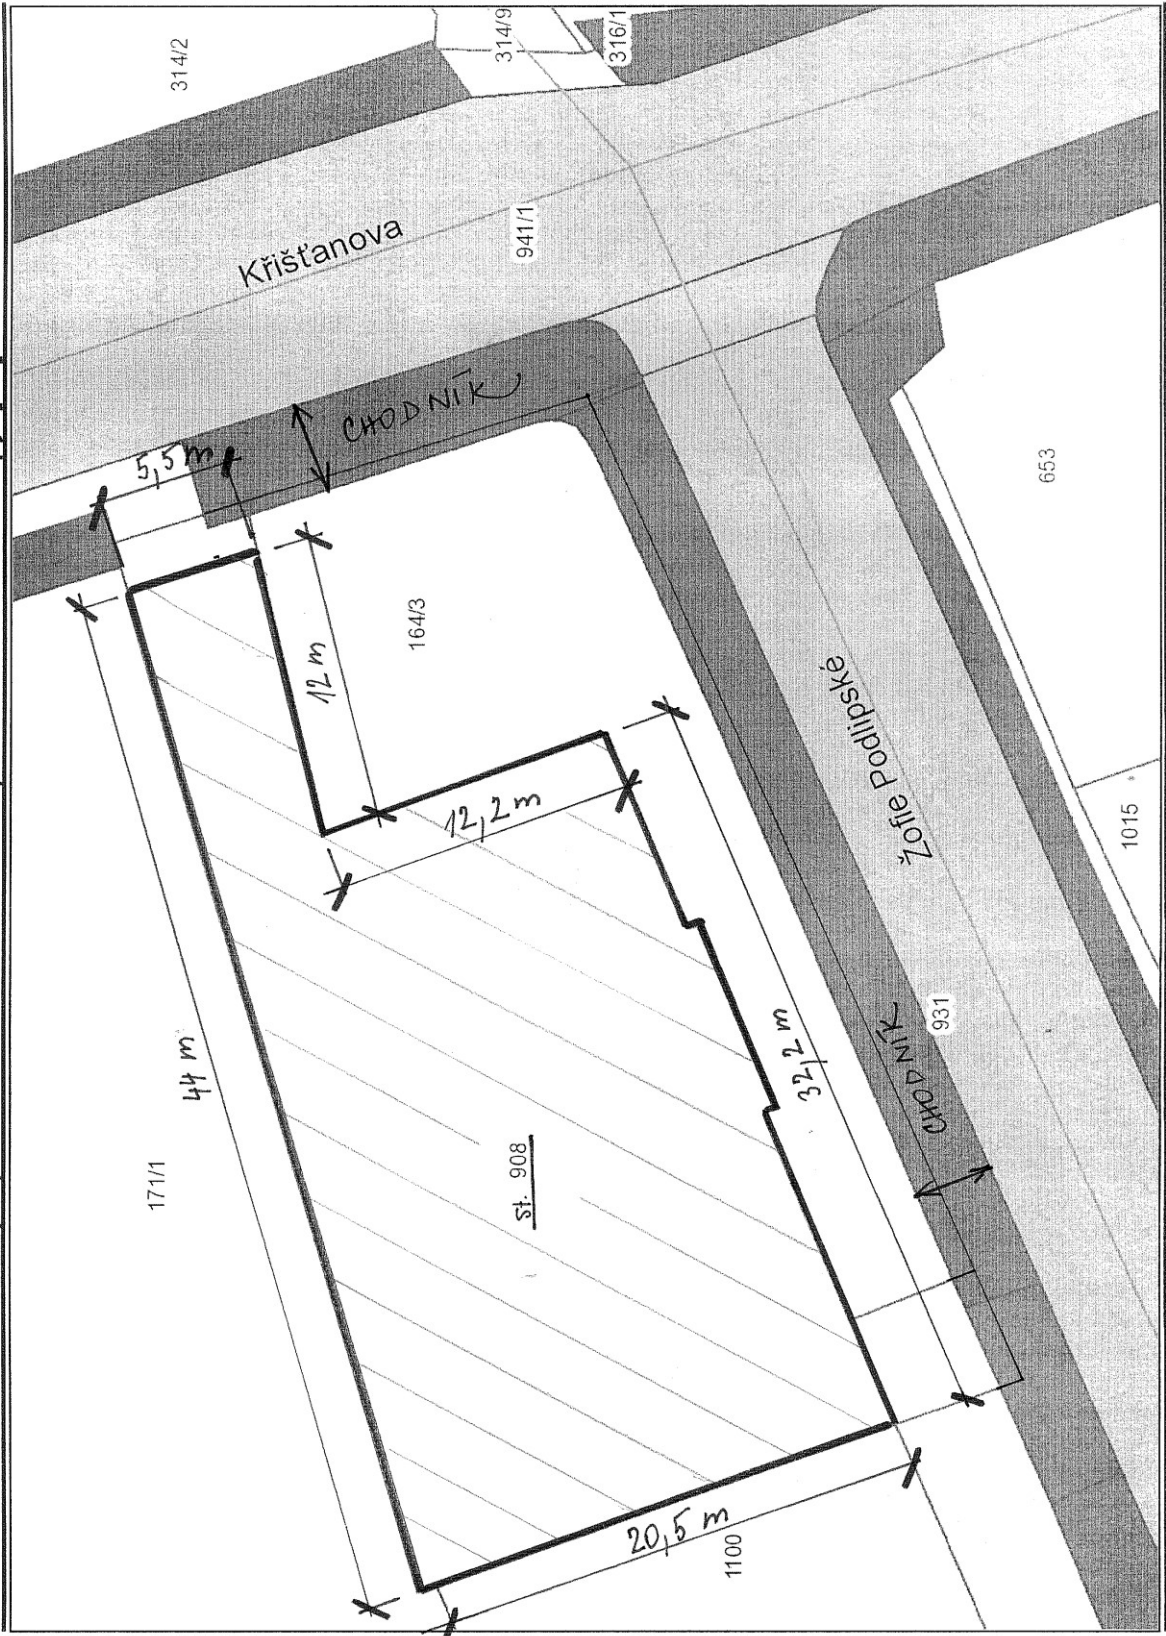 314/2
314/9
316/1
Křišťanova
941/1
5,5 m
CHODNÍK
653
12 m
164/3
12,2 m
Žofie Podlipské
1015
44 m
32,2 m
CHODNÍK
931
171/1
st. 908
20,5 m
1100